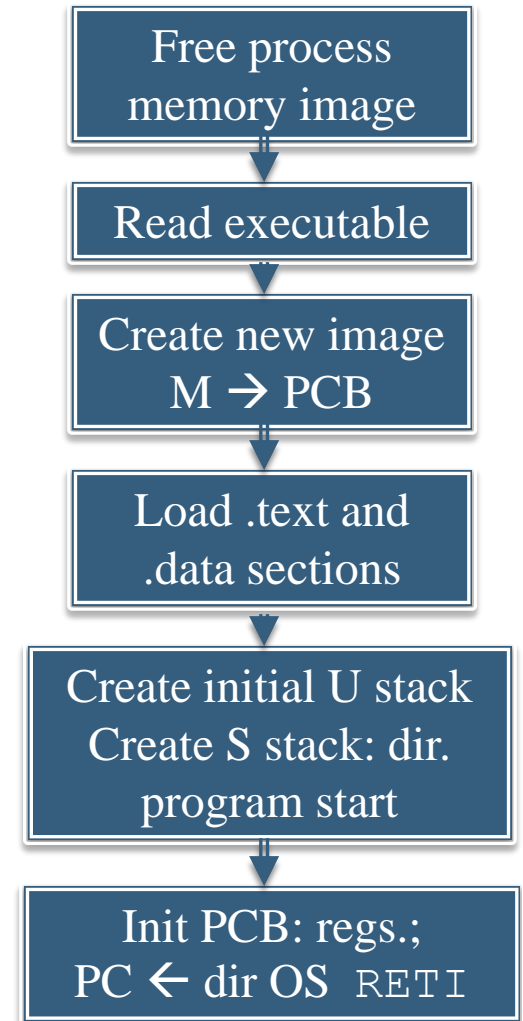 Free process
memory image
Read executable
Create new image
M → PCB
Load .text and
.data sections
Create initial U stack
Create S stack: dir.
program start
Init PCB: regs.;
PC ← dir OS RETI